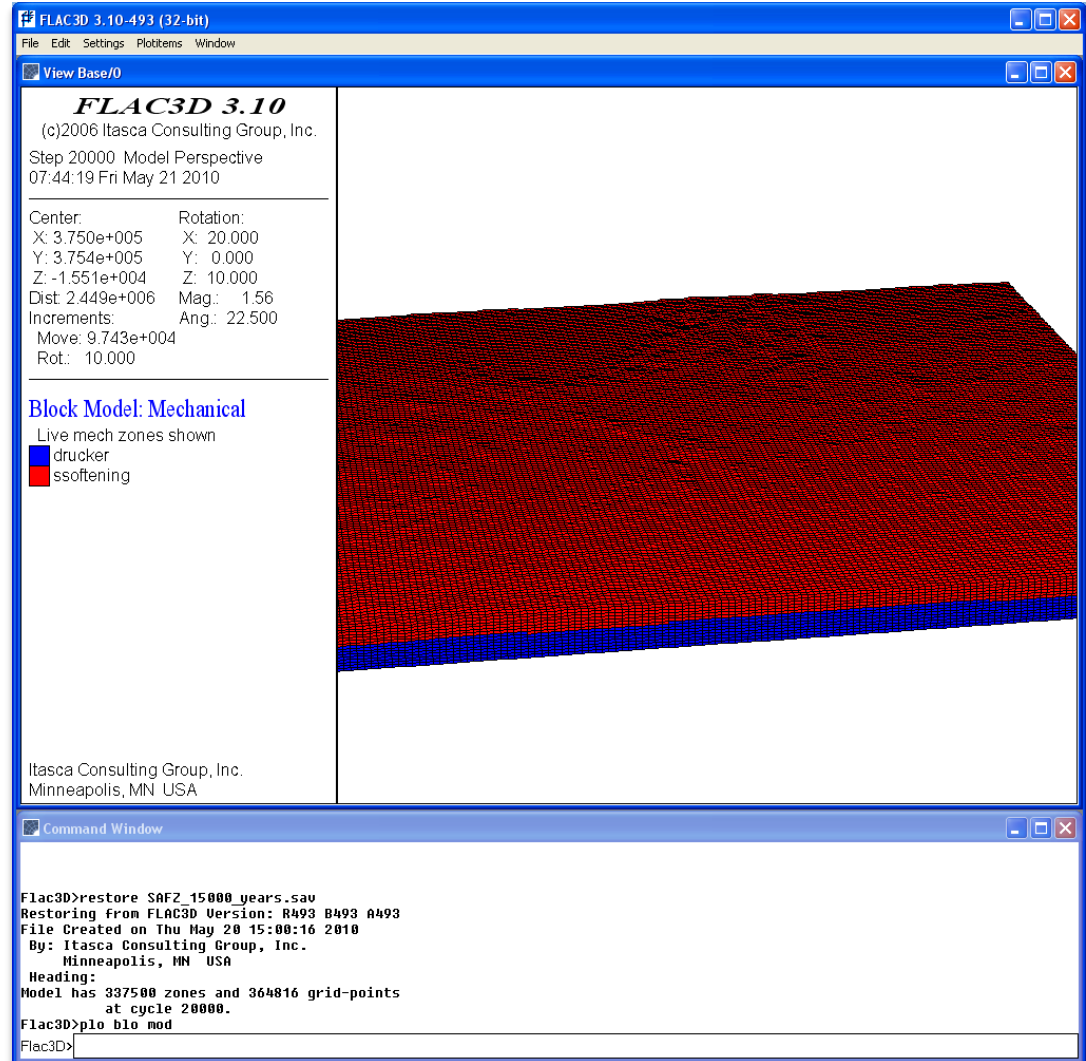 FLAC3D 3.10-493 (32-bit)
File Edit Settings Plotitems Window
View Base/0
FLAC3D 3.10
(c)2006 Itasca Consulting Group, Inc.
Step 20000 Model Perspective
07:44:19 Fri May 21 2010
Center: Rotation:
X: 3.750e+005 X: 20.000
Y: 3.754e+005 Y: 0.000
Z: -1.551e+004 Z: 10.000
Dist: 2.449e+006 Mag.: 1.56
Increments: Ang.: 22.500
Move: 9.743e+004
Rot.: 10.000
Block Model: Mechanical
Live mech zones shown
drucker
ssoftening
Itasca Consulting Group, Inc.
Minneapolis, MN USA
Command Window
Flac3D>restore SAFZ_15000_years.sav
Restoring from FLAC3D Version: R493 B493 A493
File Created on Thu May 20 15:00:16 2010
By: Itasca Consulting Group, Inc.
Minneapolis, MN USA
Heading:
Model has 337500 zones and 364816 grid-points
at cycle 20000.
Flac3D>plo blo mod
Flac3D>